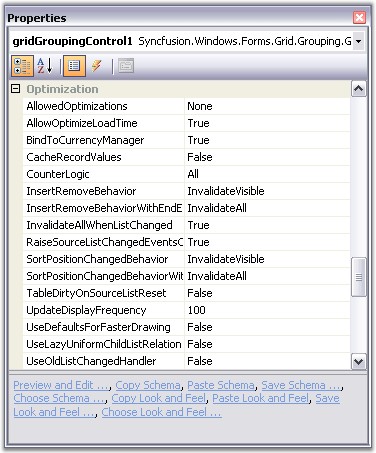 Properties
gridGroupingControl1 Syncfusion.Windows.Forms.Grid.Grouping.G
Optimization
AllowedOptimizations None
AllowOptimizeLoadTime True
BindToCurrencyManager True
CacheRecordValues False
CounterLogic All
InsertRemoveBehavior InvalidateVisible
InsertRemoveBehaviorWithEndE InvalidateAll
InvalidateAllWhenListChanged True
RaiseSourceListChangedEventsC True
SortPositionChangedBehavior InvalidateVisible
SortPositionChangedBehaviorWit InvalidateAll
TableDirtyOnSourceListReset False
UpdateDisplayFrequency 100
UseDefaultsForFasterDrawing False
UseLazyUniformChildListRelation False
UseOldListChangedHandler False
Preview and Edit ..., Copy Schema, Paste Schema, Save Schema ...,
Choose Schema ..., Copy Look and Feel, Paste Look and Feel, Save
Look and Feel ..., Choose Look and Feel ...